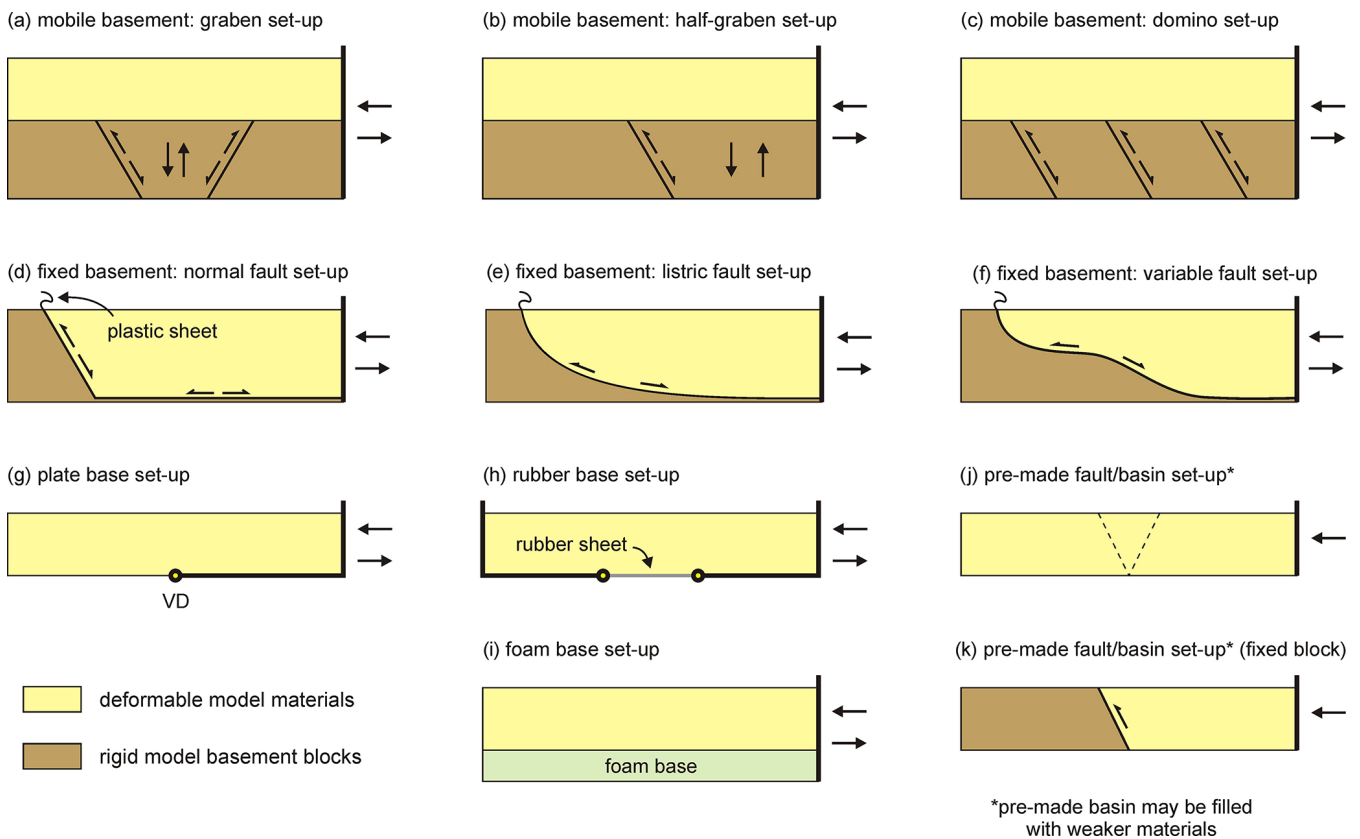 (a) mobile basement: graben set-up
(b) mobile basement: half-graben set-up
(c) mobile basement: domino set-up
(d) fixed basement: normal fault set-up
plastic sheet
(e) fixed basement: listric fault set-up
(f) fixed basement: variable fault set-up
(g) plate base set-up
VD
(h) rubber base set-up
rubber sheet
(j) pre-made fault/basin set-up*
(i) foam base set-up
foam base
(k) pre-made fault/basin set-up* (fixed block)
deformable model materials
rigid model basement blocks
*pre-made basin may be filled
with weaker materials